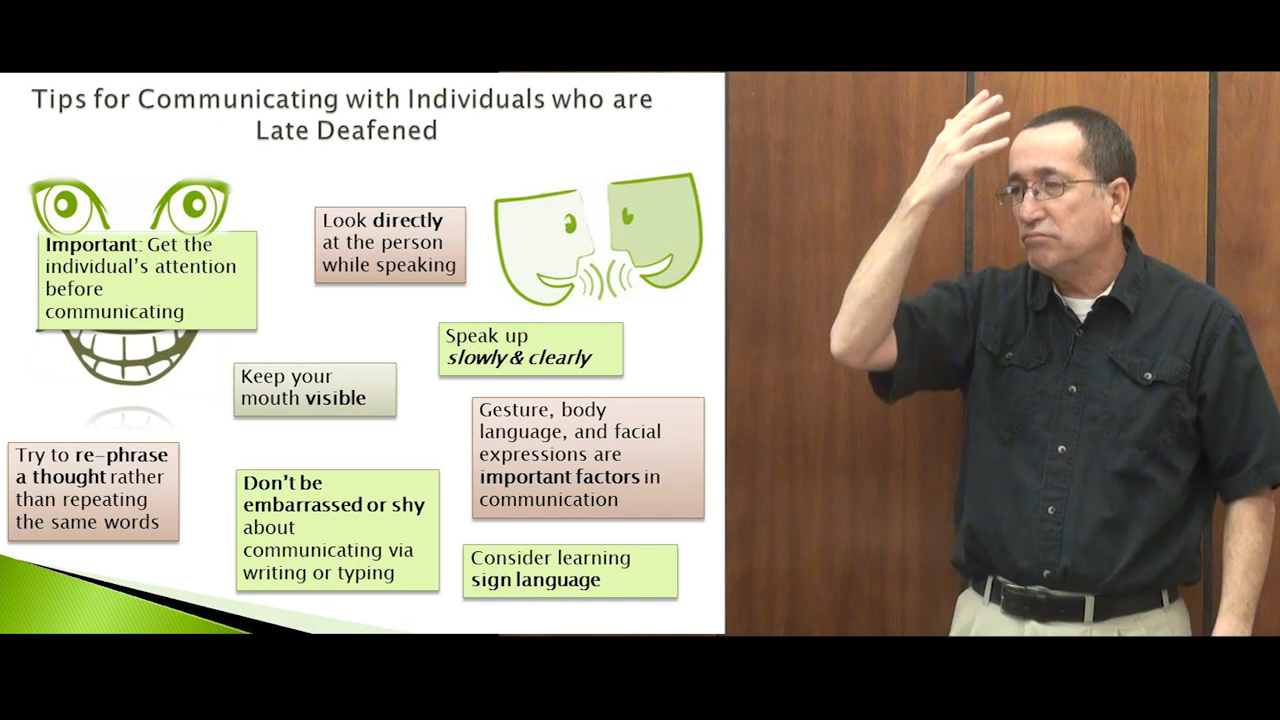 Tips for Communicating with Individuals who are
Late Deafened
Important: Get the
individual's attention
before
communicating
Look directly
at the person
while speaking
Speak up
slowly & clearly
Keep your
mouth visible
Gesture, body
language, and facial
expressions are
important factors in
communication
Try to re-phrase
a thought rather
than repeating
the same words
Don't be
embarrassed or shy
about
communicating via
writing or typing
Consider learning
sign language